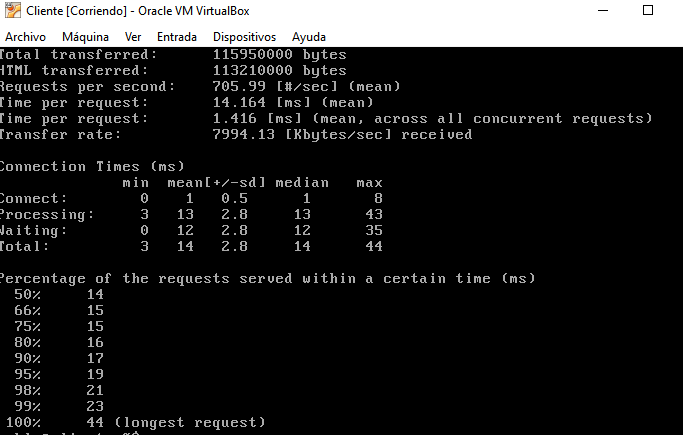 Cliente [Corriendo] - Oracle VM VirtualBox
Archivo Máquina Ver Entrada Dispositivos Ayuda
Total transferred: 115950000 bytes
HTML transferred: 113210000 bytes
Requests per second: 705.99 [#/sec] (mean)
Time per request: 14.164 [ms] (mean)
Time per request: 1.416 [ms] (mean, across all concurrent requests)
Transfer rate: 7994.13 [Kbytes/sec] received
Connection Times (ms)
min mean[+/-sd] median max
Connect: 0 1 0.5 1 8
Processing: 3 13 2.8 13 43
Waiting: 0 12 2.8 12 35
Total: 3 14 2.8 14 44
Percentage of the requests served within a certain time (ms)
50% 14
66% 15
75% 15
80% 16
90% 17
95% 19
98% 21
99% 23
100% 44 (longest request)